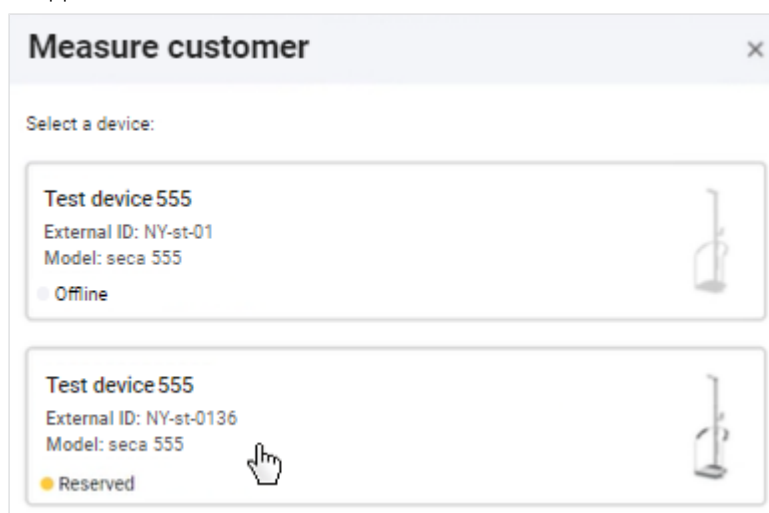 Measure customer
Select a device:
Test device 555
External ID: NY-st-01
Model: seca 555
Offline
Test device 555
External ID: NY-st-0136
Model: seca 555
Reserved